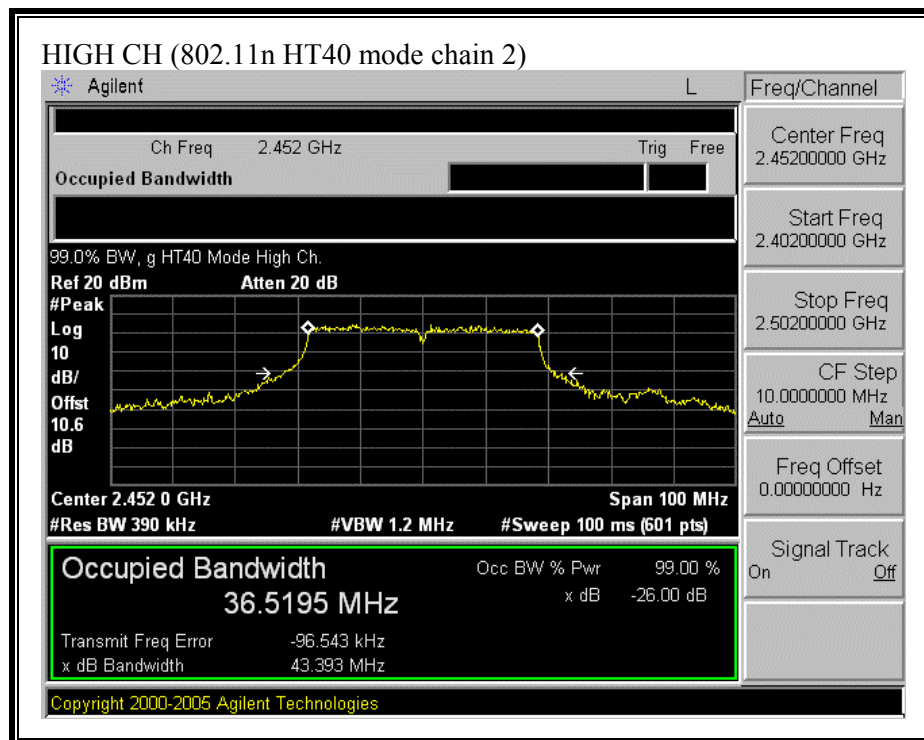 HIGH CH (802.11n HT40 mode chain 2)
Agilent L
Freq/Channel
Ch Freq 2.452 GHz Trig Free
Occupied Bandwidth
Center Freq
2.45200000 GHz
Start Freq
2.40200000 GHz
Stop Freq
2.50200000 GHz
CF Step
10.0000000 MHz
Auto Man
Freq Offset
0.00000000 Hz
Signal Track
On Off
99.0% BW, g HT40 Mode High Ch.
Ref 20 dBm Atten 20 dB
#Peak
Log
10
dB/
Offst
10.6
dB
Center 2.452 0 GHz Span 100 MHz
#Res BW 390 kHz #VBW 1.2 MHz #Sweep 100 ms (601 pts)
Occupied Bandwidth Occ BW % Pwr 99.00 %
36.5195 MHz x dB -26.00 dB
Transmit Freq Error -96.543 kHz
x dB Bandwidth 43.393 MHz
Copyright 2000-2005 Agilent Technologies